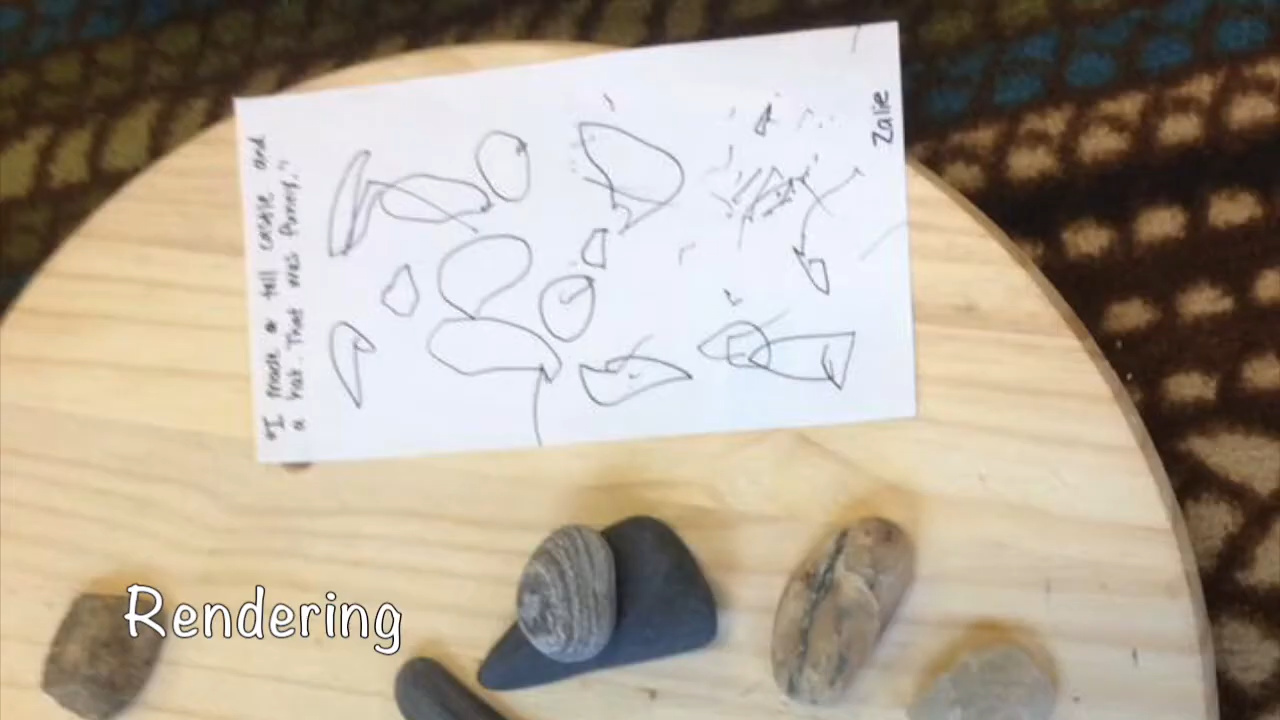 "I made a tall castle and
a hat. That was funny."
Zalie
Rendering